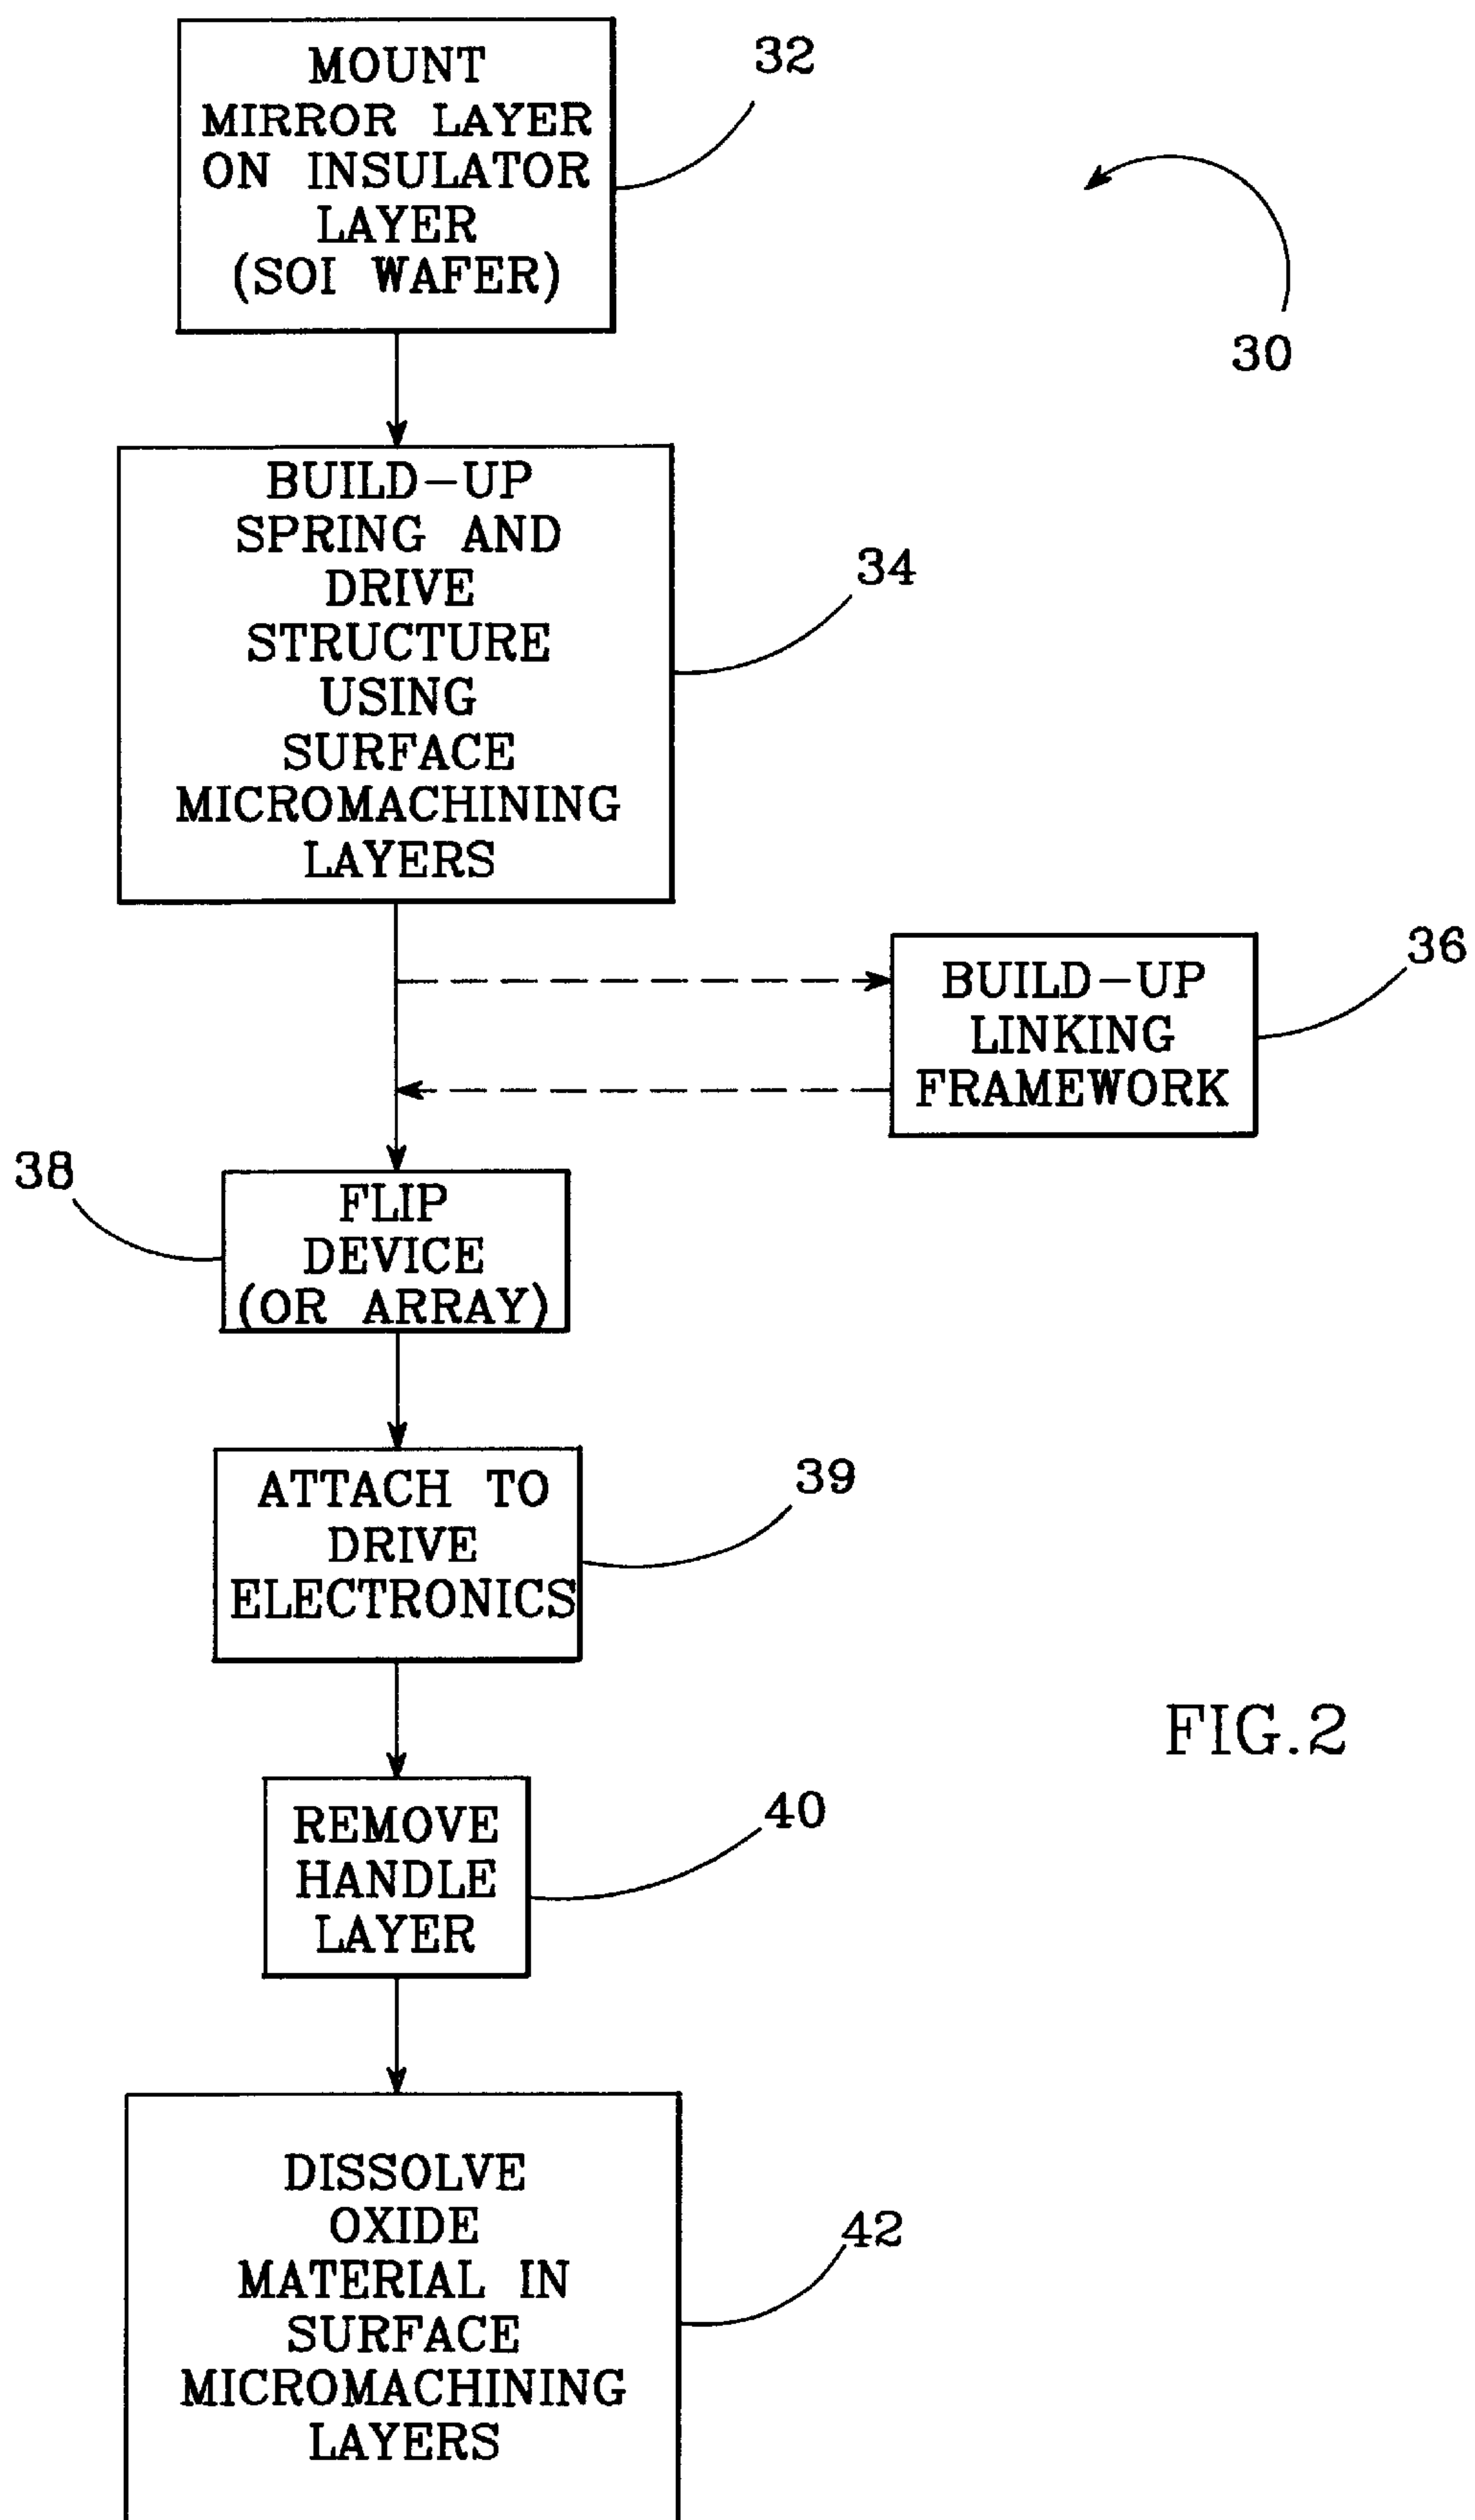 MOUNT
MIRROR LAYER
ON INSULATOR
LAYER
(SOI WAFER)
32
30
BUILD-UP
SPRING AND
DRIVE
STRUCTURE
USING
SURFACE
MICROMACHINING
LAYERS
34
BUILD-UP
LINKING
FRAMEWORK
36
38
FLIP
DEVICE
(OR ARRAY)
ATTACH TO
DRIVE
ELECTRONICS
39
FIG.2
REMOVE
HANDLE
LAYER
40
DISSOLVE
OXIDE
MATERIAL IN
SURFACE
MICROMACHINING
LAYERS
42